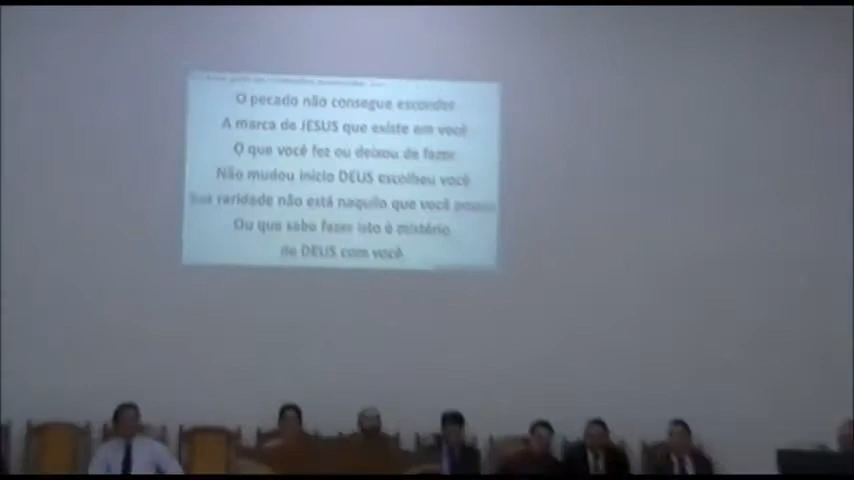 O pecado não consegue esconder
A marca de JESUS que existe em você
O que você fez ou deixou de fazer
Não mudou início DEUS escolheu você
Sua raridade não está naquilo que você possui
Ou que sabe fazer isto é mistério
de DEUS com você